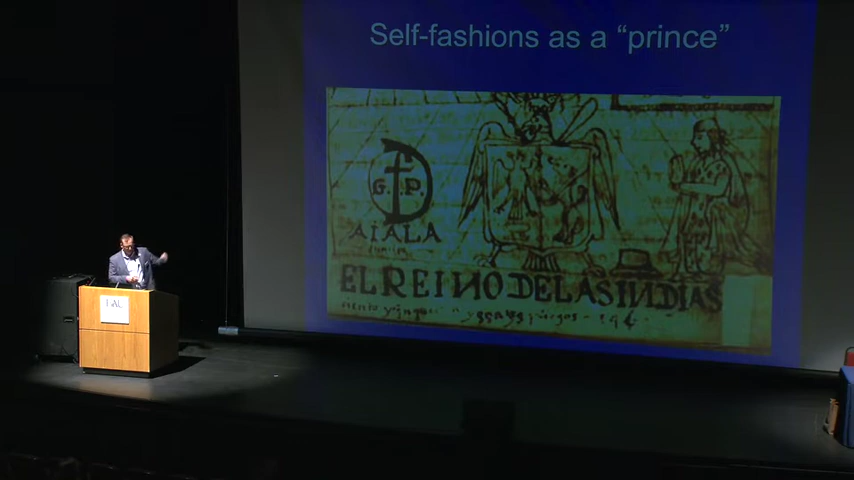 Self-fashions as a “prince”
G. P.
AIALA
EL REINO DE LAS INDIAS